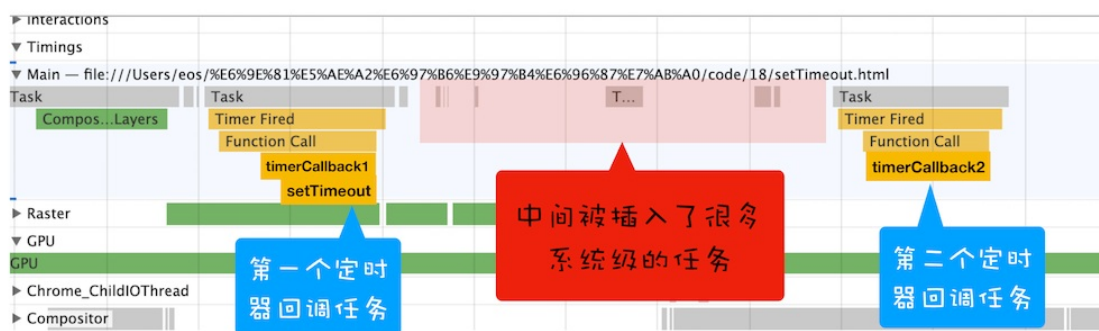 Interactions
Timings
Main — file:///Users/eos/%E6%9E%81%E5%AE%A2%E6%97%B6%E9%97%B4%E6%96%87%E7%AB%A0/code/18/setTimeout.html
Task
Task
T...
Task
Compos...Layers
Timer Fired
Timer Fired
Function Call
Function Call
timerCallback1
timerCallback2
setTimeout
Raster
中间被插入了很多
系统级的任务
GPU
GPU
第一个定时
器回调任务
第二个定时
器回调任务
Chrome_ChildIOThread
Compositor